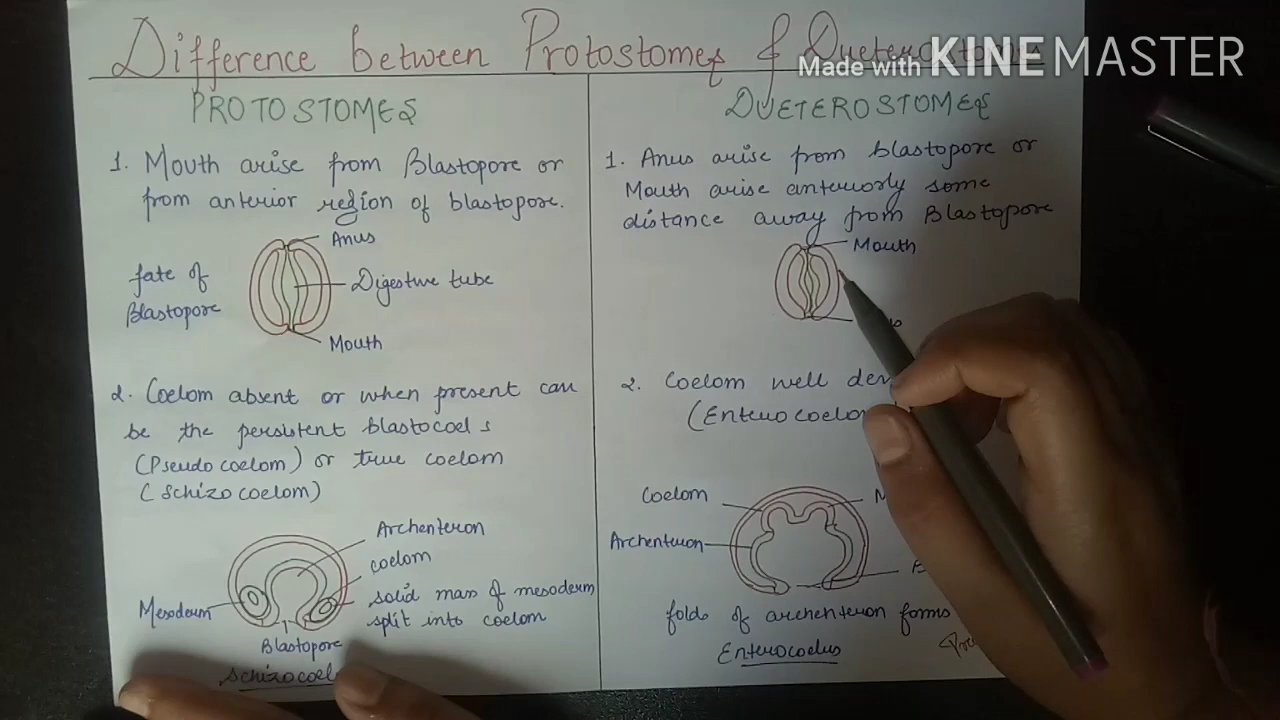 Difference between Protostomes & Dueterostomes
Made with KINEMASTER
PROTOSTOMES
1. Mouth arise from Blastopore or
from anterior region of blastopore.
Anus
fate of
Blastopore
Digestive tube
Mouth
2. Coelom absent or when present can
be the persistent blastocoel s
(Pseudo coelom) or true coelom
(Schizo coelom)
Archenteron
coelom
Mesoderm
solid mass of mesoderm
split into coelom
Blastopore
Schizocoel
DUETEROSTOMES
1. Anus arise from blastopore or
Mouth arise anteriorly some
distance away from Blastopore
Mouth
2. Coelom well
(Entero coelom
Coelom
Archenteron
folds of archenteron forms
Enterocoelus